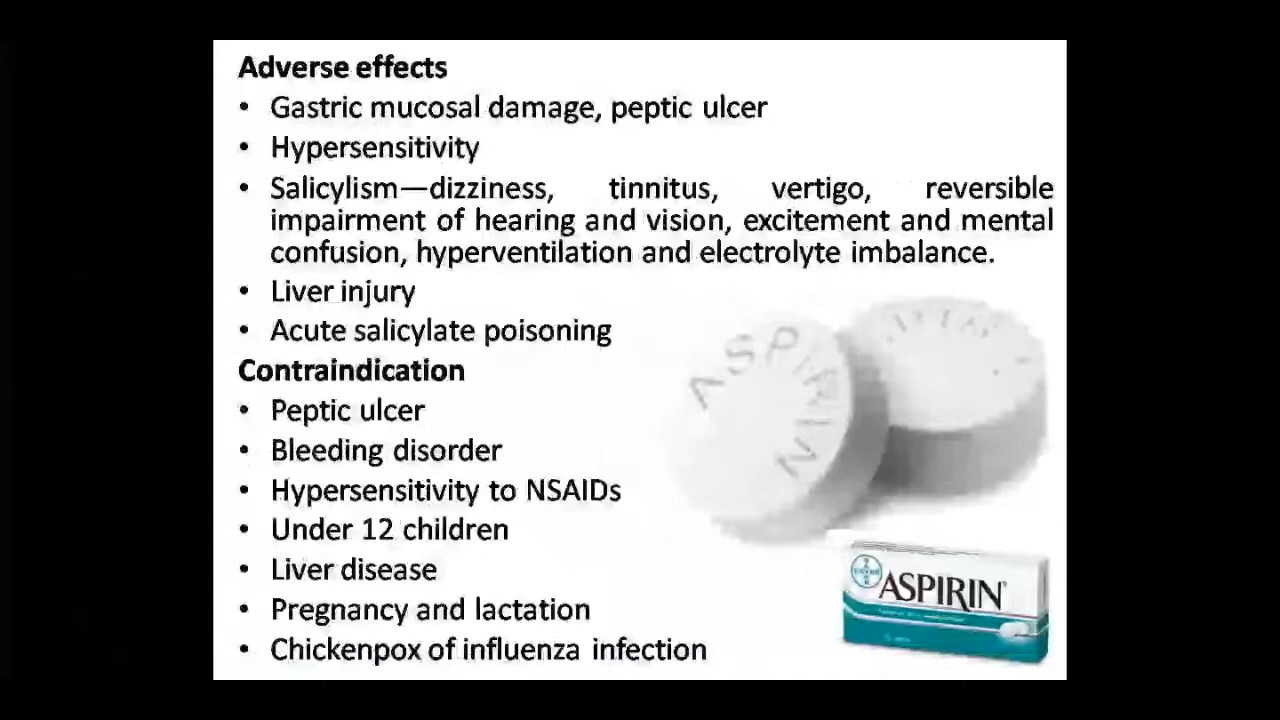 Adverse effects
• Gastric mucosal damage, peptic ulcer
• Hypersensitivity
• Salicylism—dizziness, tinnitus, vertigo, reversible
impairment of hearing and vision, excitement and mental
confusion, hyperventilation and electrolyte imbalance.
• Liver injury
• Acute salicylate poisoning
Contraindication
• Peptic ulcer
• Bleeding disorder
• Hypersensitivity to NSAIDs
• Under 12 children
• Liver disease
• Pregnancy and lactation
• Chickenpox of influenza infection
ASPIRIN
ASPIRIN